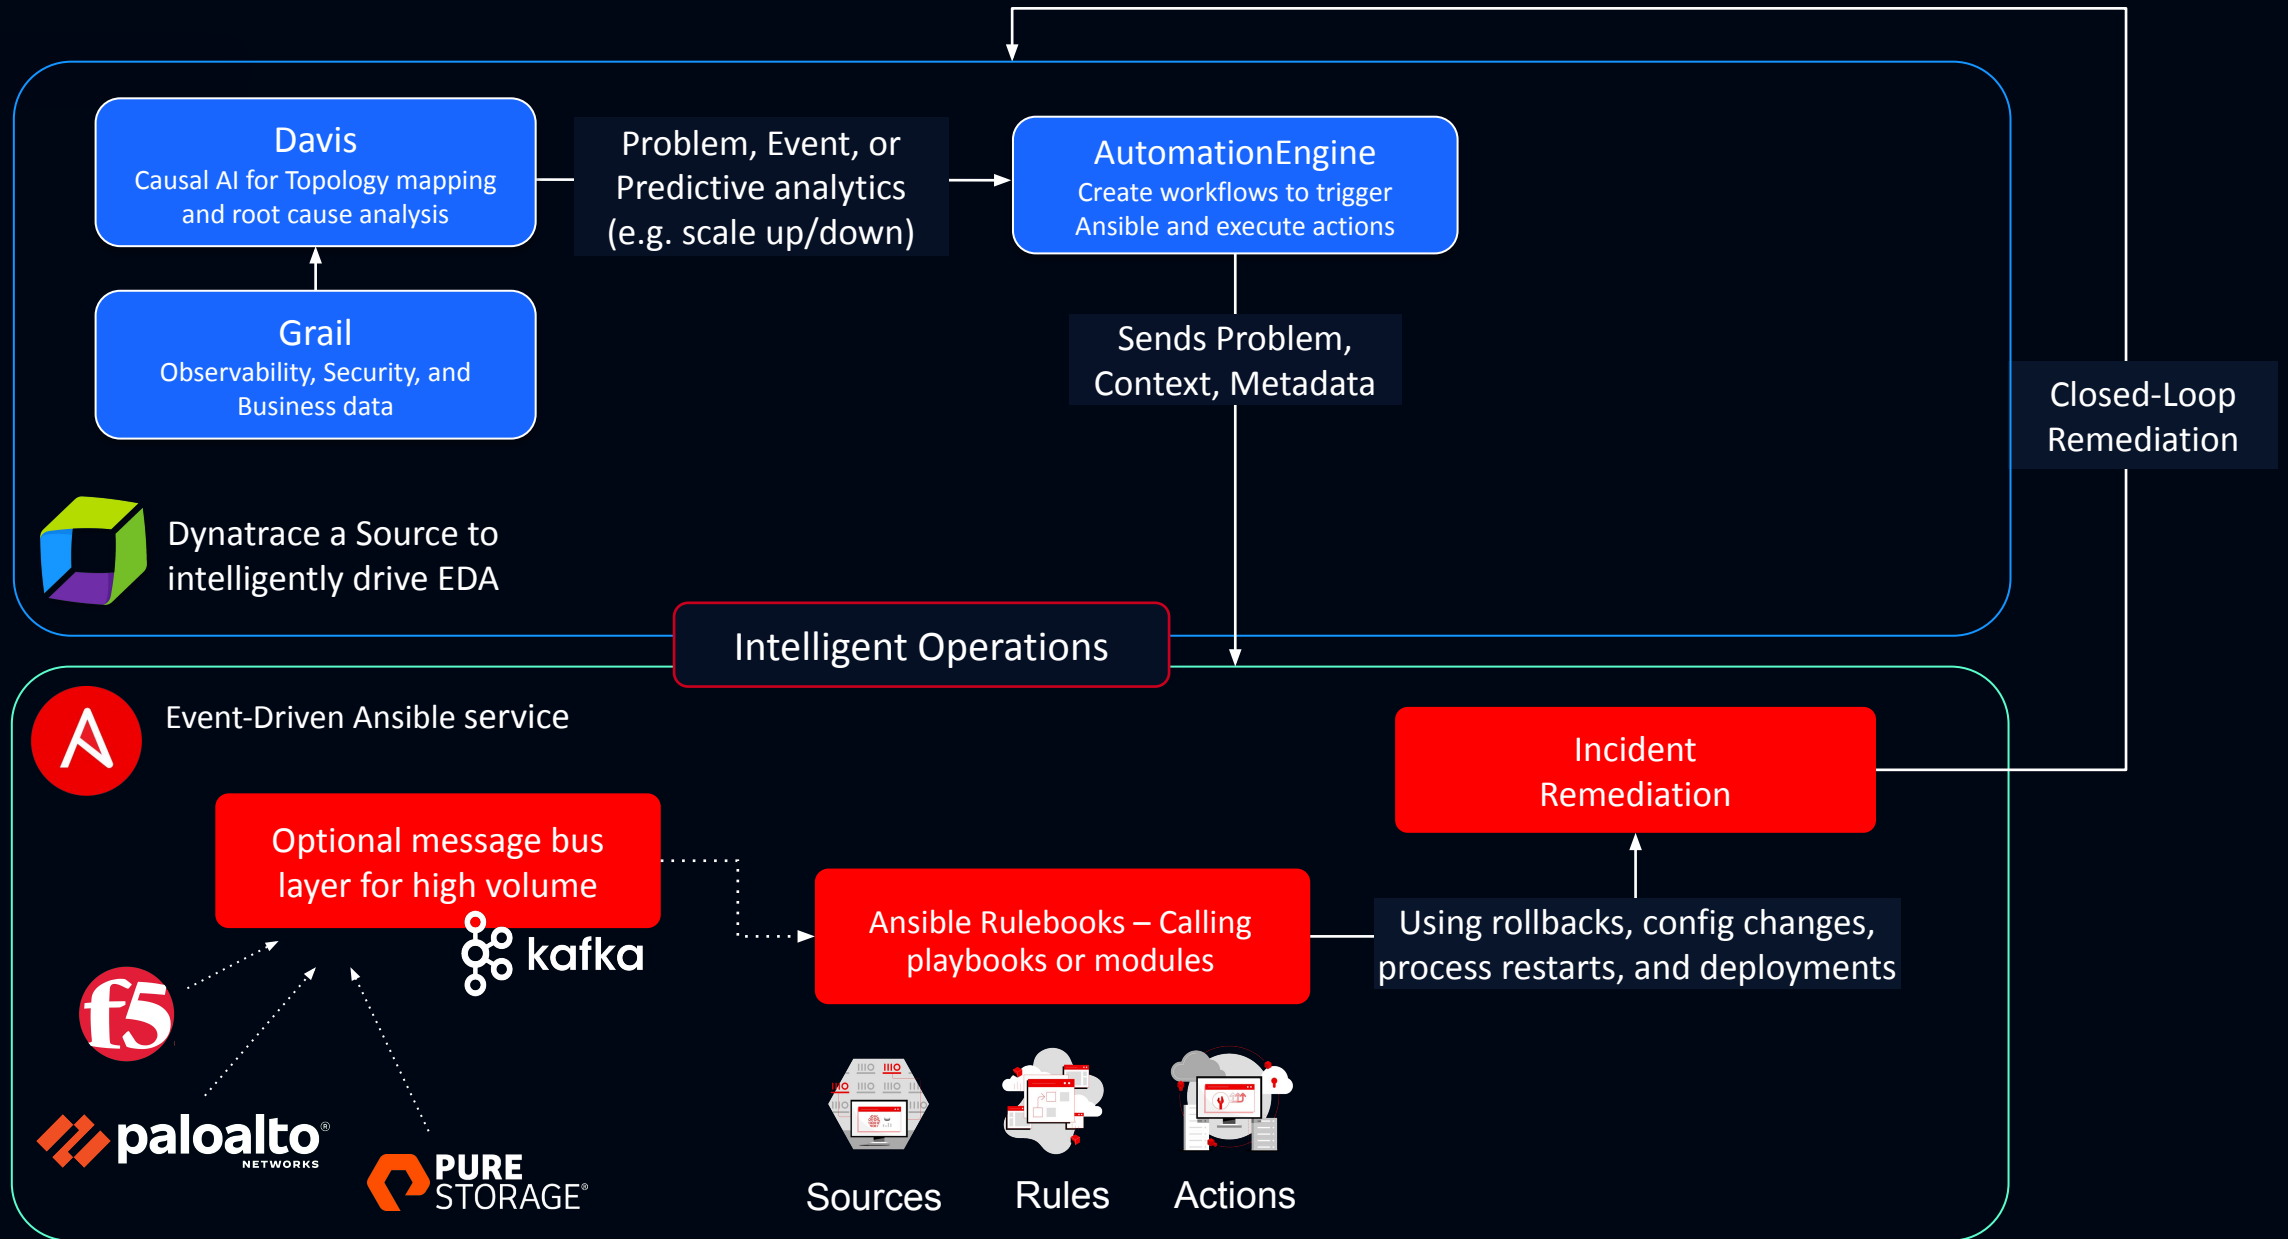 Davis
Causal AI for Topology mapping
and root cause analysis
Problem, Event, or
Predictive analytics
(e.g. scale up/down)
AutomationEngine
Create workflows to trigger
Ansible and execute actions
Grail
Observability, Security, and
Business data
Sends Problem,
Context, Metadata
Closed-Loop
Remediation
Dynatrace a Source to
intelligently drive EDA
Intelligent Operations
A
Event-Driven Ansible service
Incident
Remediation
Optional message bus
layer for high volume
kafka
Ansible Rulebooks – Calling
playbooks or modules
Using rollbacks, config changes,
process restarts, and deployments
f5
paloalto®
NETWORKS
PURE
STORAGE®
Sources
Rules
Actions